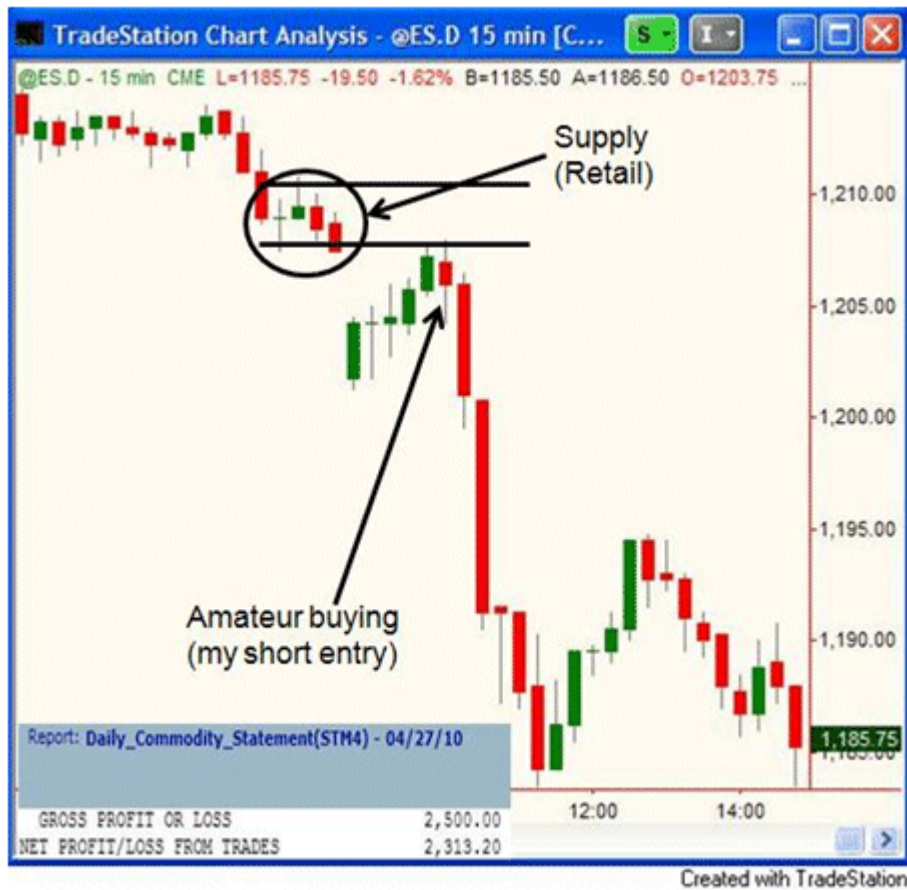 TradeStation Chart Analysis - @ES.D 15 min [C...
S
I
@ES.D - 15 min CME L=1185.75 -19.50 -1.62% B=1185.50 A=1186.50 O=1203.75 ...
Supply
(Retail)
1,210.00
1,205.00
1,200.00
1,195.00
Amateur buying
(my short entry)
1,190.00
Report: Daily_Commodity_Statement(STM4) - 04/27/10
1,185.75
1,185.00
12:00
14:00
GROSS PROFIT OR LOSS 2,500.00
NET PROFIT/LOSS FROM TRADES 2,313.20
Created with TradeStation